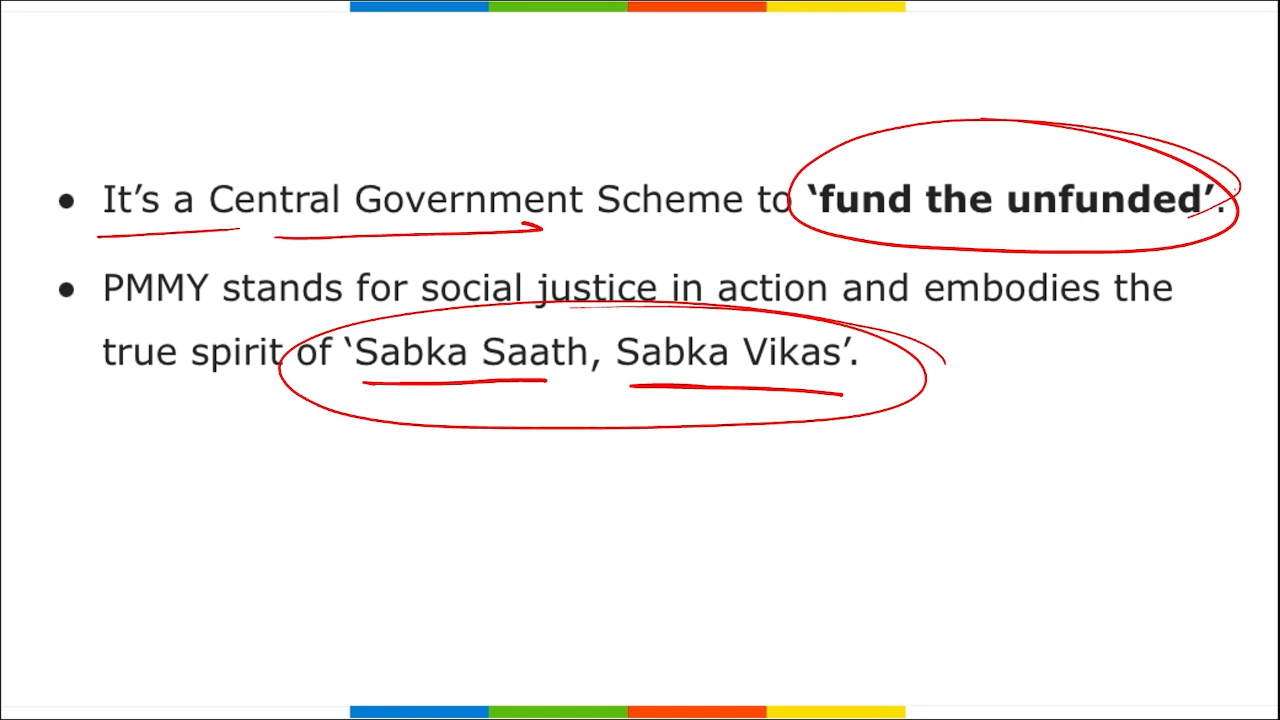 ● It’s a Central Government Scheme to ‘fund the unfunded’.
● PMMY stands for social justice in action and embodies the
true spirit of ‘Sabka Saath, Sabka Vikas’.